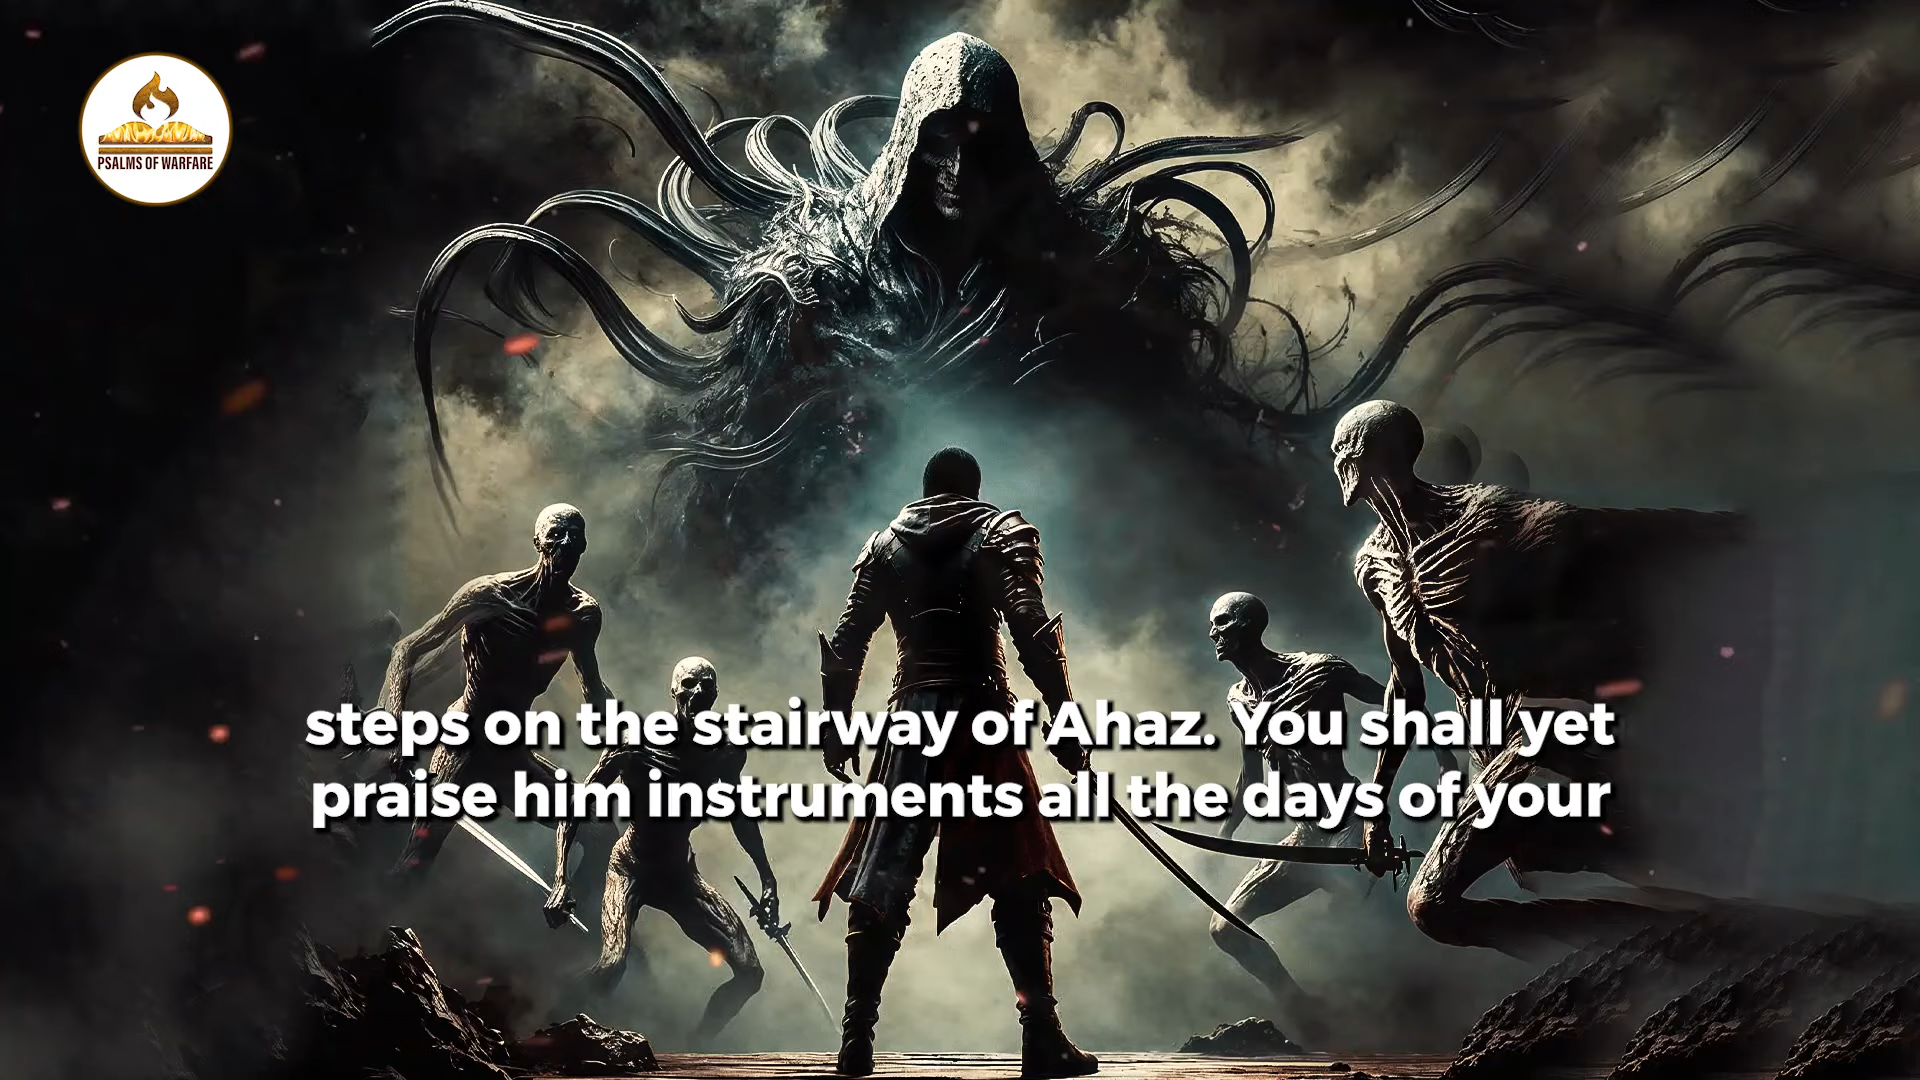 PSALMS OF WARFARE
steps on the stairway of Ahaz. You shall yet
praise him instruments all the days of your